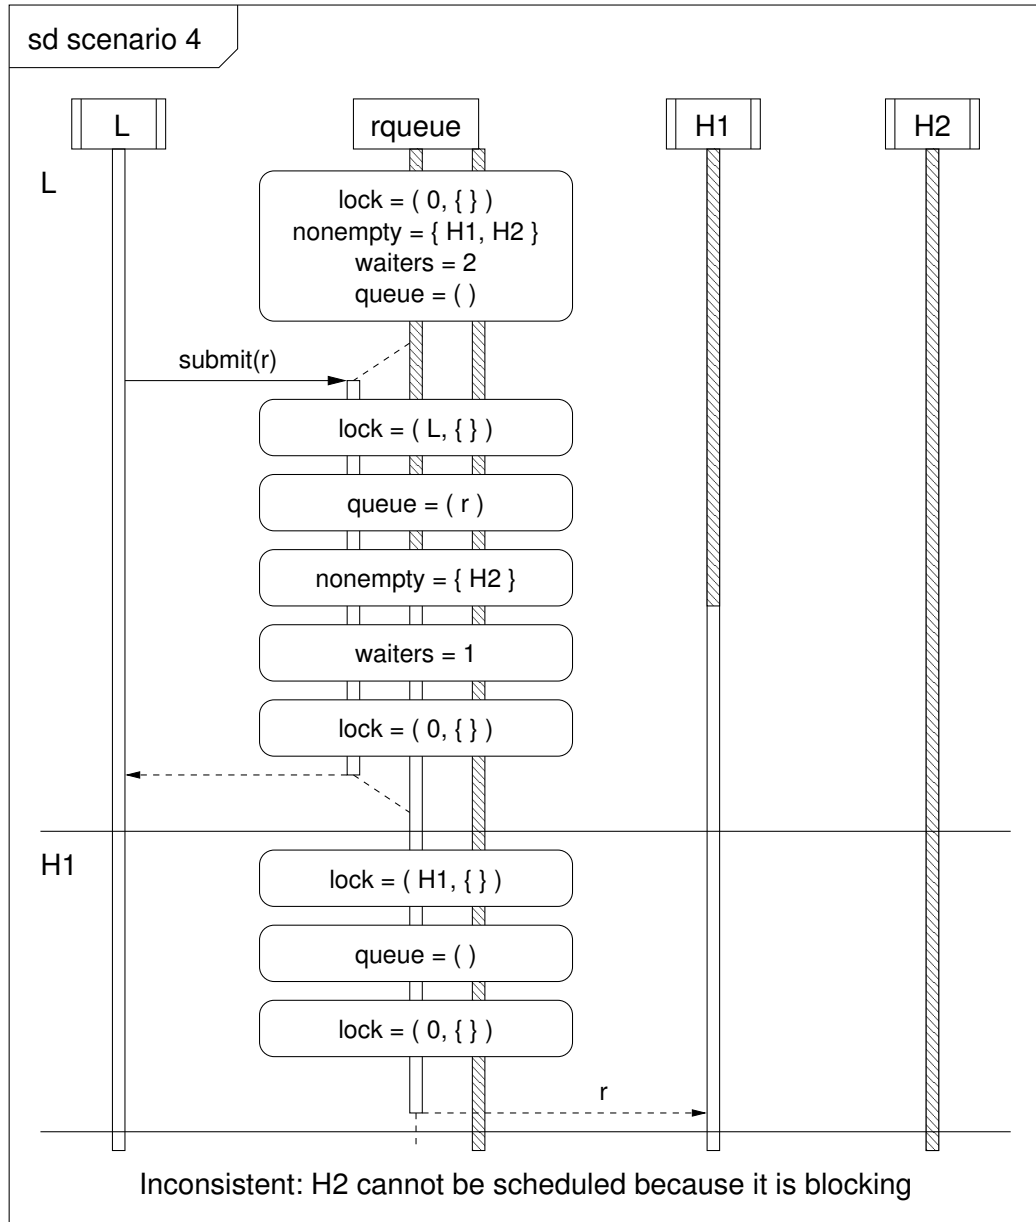 sd scenario 4
L
rqueue
H1
H2
L
lock = ( 0, { } )
nonempty = { H1, H2 }
waiters = 2
queue = ( )
submit(r)
lock = ( L, { } )
queue = ( r )
nonempty = { H2 }
waiters = 1
lock = ( 0, { } )
H1
lock = ( H1, { } )
queue = ( )
lock = ( 0, { } )
r
Inconsistent: H2 cannot be scheduled because it is blocking